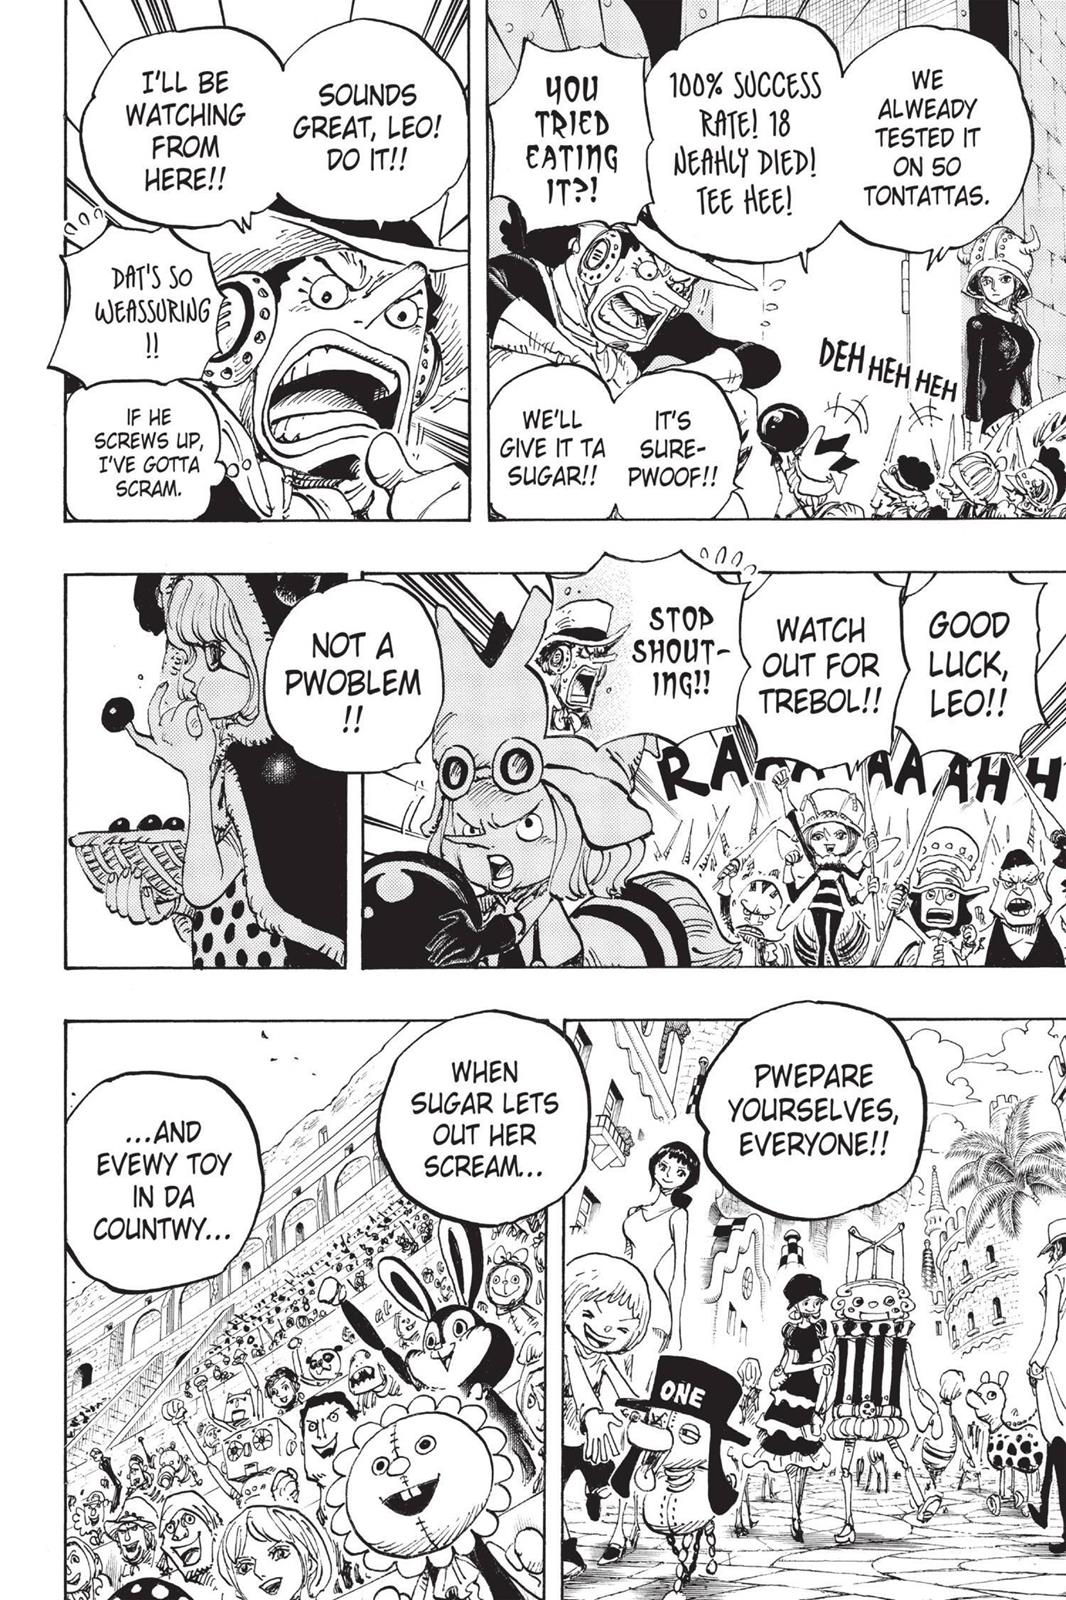 WE
ALWEADY
TESTED IT
ON 50
TONTATTAS.
100% SUCCESS
RATE! 18
NEAHLY DIED!
TEE HEE!
YOU
TRIED
EATING
IT?!
DEH HEH HEH
IT'S
SURE-
PWOOF!!
WE'LL
GIVE IT TA
SUGAR!!
SOUNDS
GREAT, LEO!
DO IT!!
I'LL BE
WATCHING
FROM
HERE!!
DAT'S SO
WEASSURING
!!
IF HE
SCREWS UP,
I'VE GOTTA
SCRAM.
GOOD
LUCK,
LEO!!
WATCH
OUT FOR
TREBOL!!
STOP
SHOUT-
ING!!
RAAAAAAAHH
NOT A
PWOBLEM
!!
PWEPARE
YOURSELVES,
EVERYONE!!
ONE
WHEN
SUGAR LETS
OUT HER
SCREAM...
...AND
EVEWY TOY
IN DA
COUNTWY...